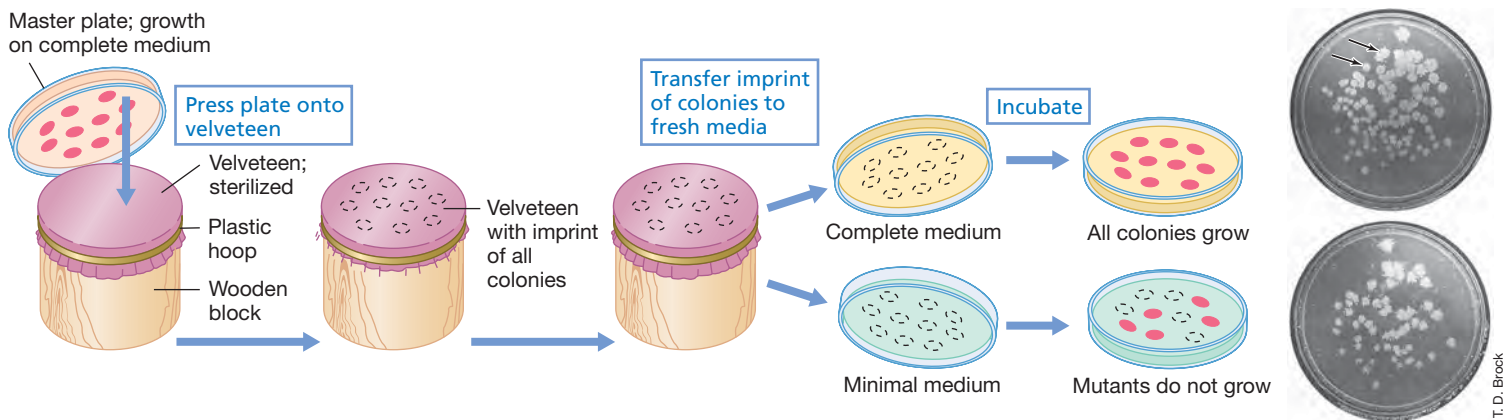 Master plate; growth
on complete medium
Press plate onto
velveteen
Velveteen;
sterilized
Plastic
hoop
Wooden
block
Velveteen
with imprint
of all
colonies
Transfer imprint
of colonies to
fresh media
Incubate
Complete medium
All colonies grow
Minimal medium
Mutants do not grow
T. D. Brock